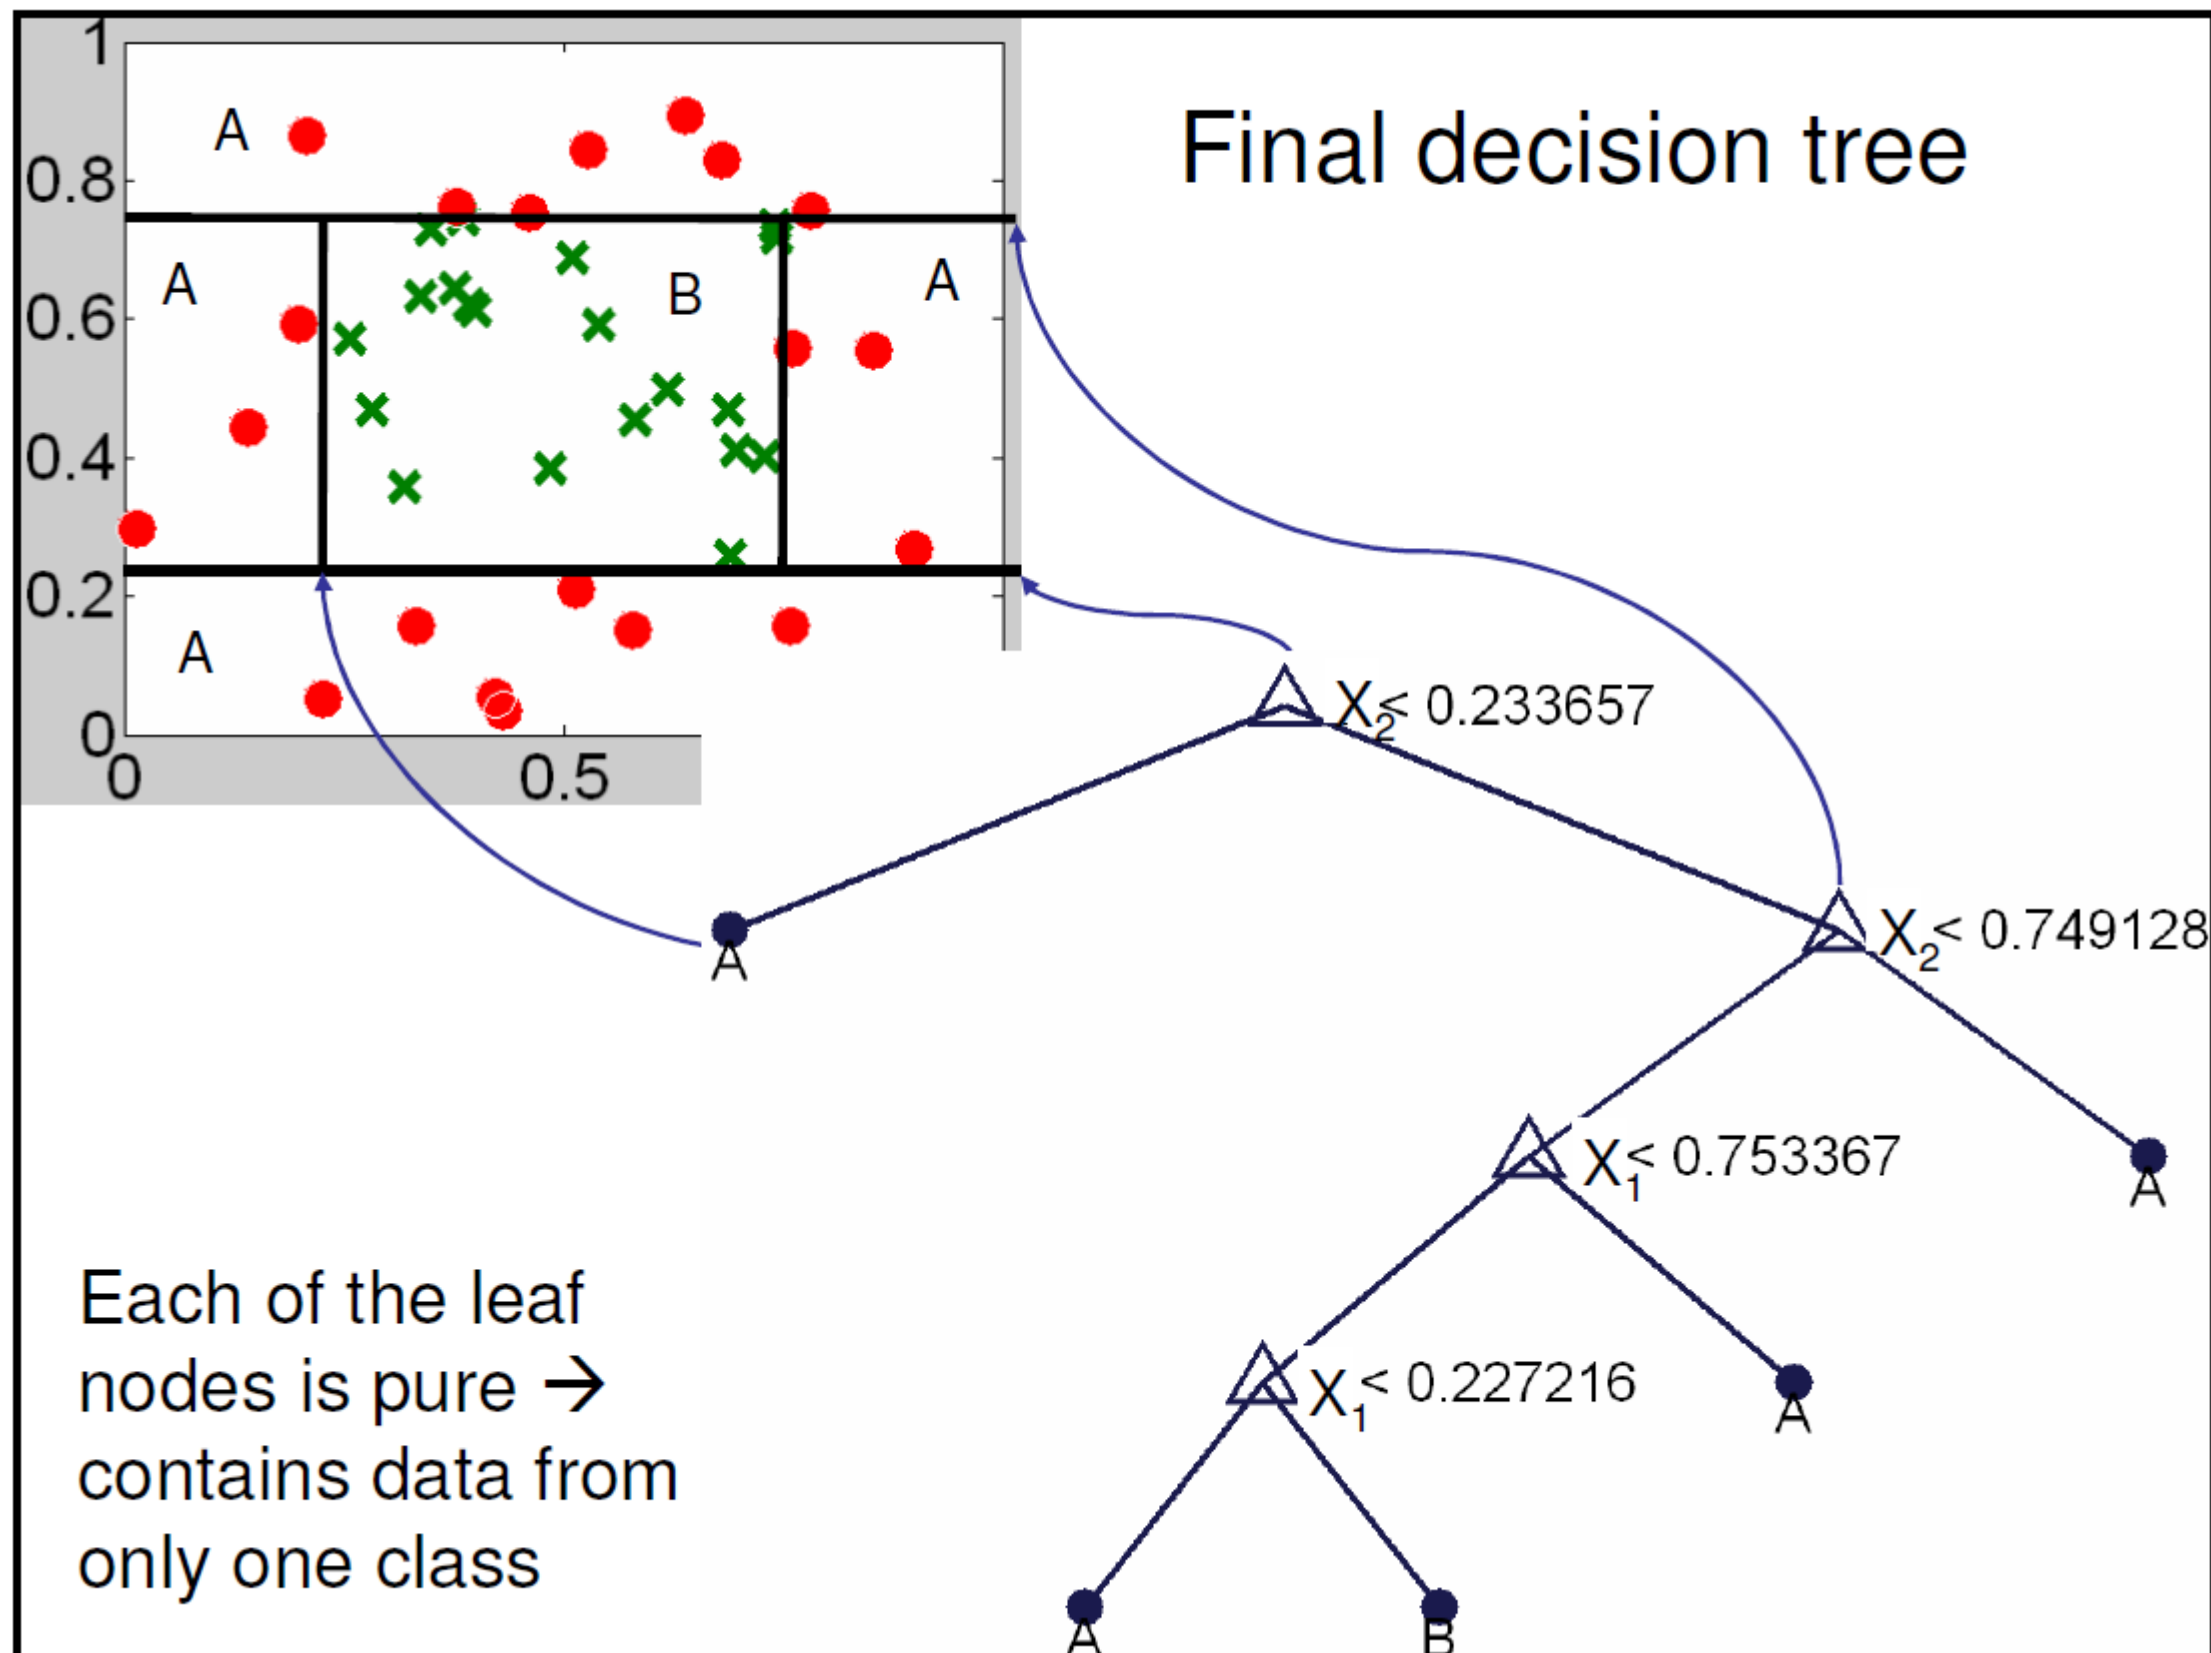 Final decision tree
1
0.8
0.6
0.4
0.2
0
0
0.5
A
A
B
A
A
X2 < 0.233657
A
X2 < 0.749128
X1 < 0.753367
A
X1 < 0.227216
A
A
B
Each of the leaf
nodes is pure →
contains data from
only one class